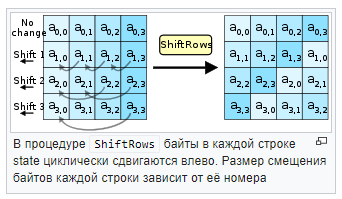 No change a0,0 a0,1 a0,2 a0,3 a0,0 a0,1 a0,2 a0,3
ShiftRows
Shift 1 a1,0 a1,1 a1,2 a1,3 a1,1 a1,2 a1,3 a1,0
Shift 2 a2,0 a2,1 a2,2 a2,3 a2,2 a2,3 a2,0 a2,1
Shift 3 a3,0 a3,1 a3,2 a3,3 a3,3 a3,0 a3,1 a3,2
В процедуре ShiftRows байты в каждой строке
state циклически сдвигаются влево. Размер смещения
байтов каждой строки зависит от её номера